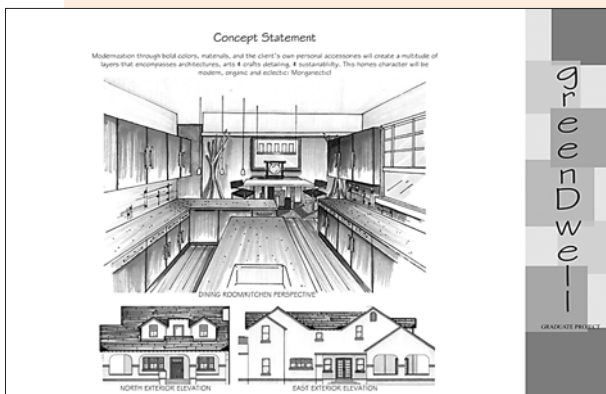 Concept Statement
Modernization through bold colors, materials, and the client's own personal accessories will create a multitude of
layers that encompasses architectures, arts & crafts detailing, & sustainability. This homes character will be
modern, organic and eclectic: Morganectic!
DINING ROOM/KITCHEN PERSPECTIVE
NORTH EXTERIOR ELEVATION
EAST EXTERIOR ELEVATION
greenDwell
GRADUATE PROJECT